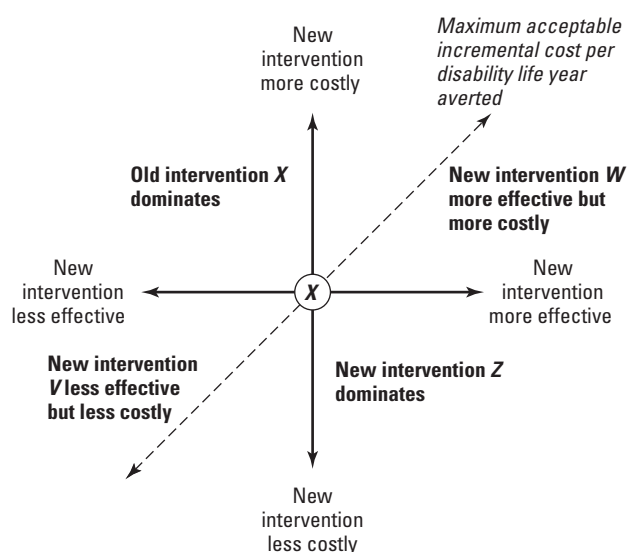 New
intervention
more costly
Maximum acceptable
incremental cost per
disability life year
averted
Old intervention X
dominates
New intervention W
more effective but
more costly
New
intervention
less effective
X
New
intervention
more effective
New intervention
V less effective
but less costly
New intervention Z
dominates
New
intervention
less costly